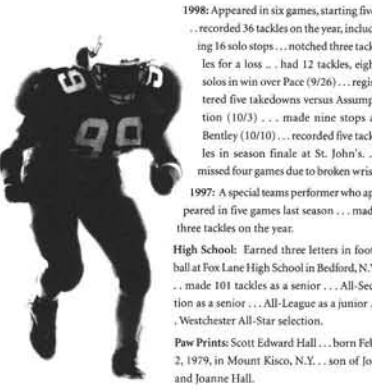 99
99
1998: Appeared in six games, starting five
. . recorded 36 tackles on the year, includ
ing 16 solo stops . . . notched three tack
les for a loss . . . had 12 tackles, eigh
solos in win over Pace (9/26) . . . regis
tered five takedowns versus Assump
tion (10/3) . . . made nine stops a
Bentley (10/10) . . . recorded five tack
les in season finale at St. John's. .
missed four games due to broken wris
1997: A special teams performer who ap
peared in five games last season . . . mad
three tackles on the year.
High School: Earned three letters in foot
ball at Fox Lane High School in Bedford, N.Y
. . made 101 tackles as a senior . . . All-Sec
tion as a senior . . . All-League as a junior .
. Westchester All-Star selection.
Paw Prints: Scott Edward Hall . . . born Feb
2, 1979, in Mount Kisco, N.Y. . . son of Jo
and Joanne Hall.